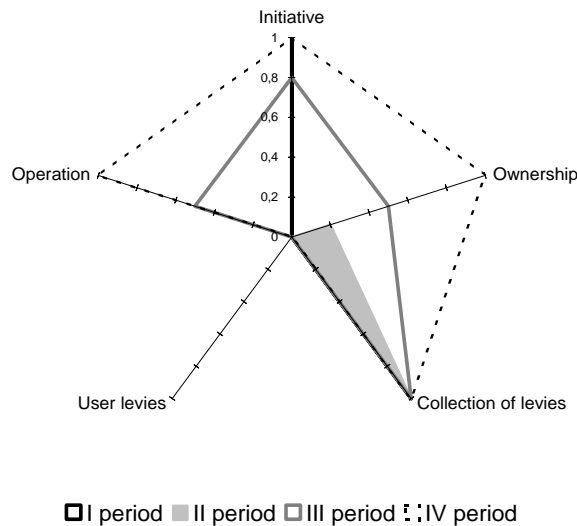 Initiative
1
0,8
0,6
0,4
0,2
0
Operation
Ownership
User levies
Collection of levies
I period
II period
III period
IV period